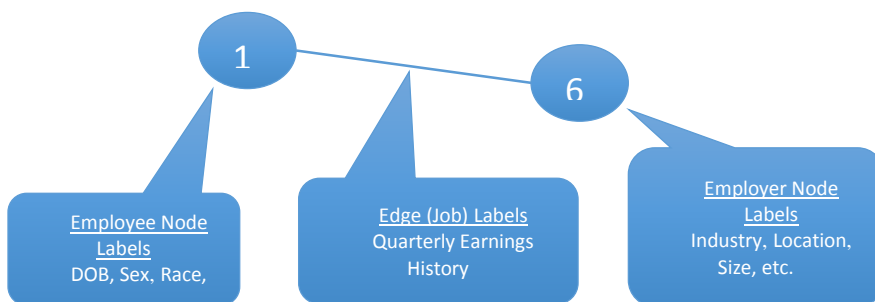 1
6
Employee Node
Labels
DOB, Sex, Race,
Edge (Job) Labels
Quarterly Earnings
History
Employer Node
Labels
Industry, Location,
Size, etc.